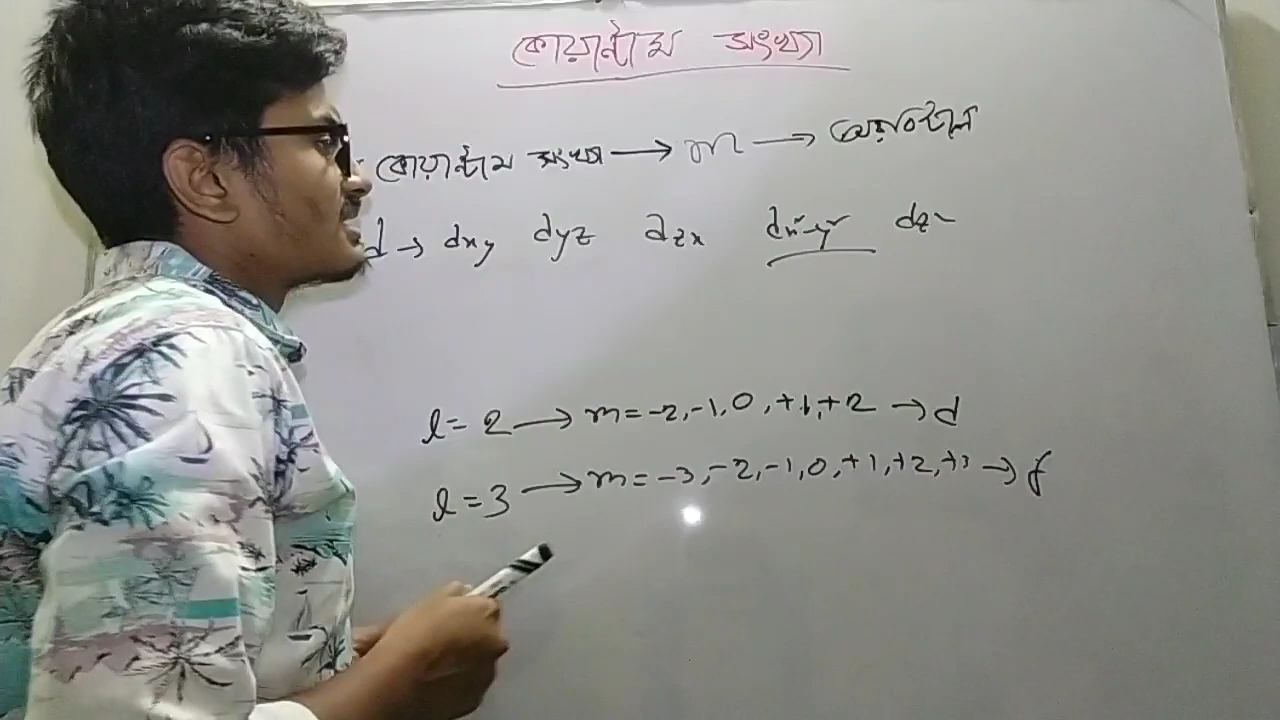 কোয়ান্টাম সংখ্যা
কোয়ান্টাম সংখ্যা → m → অরবিটাল
d → dxy dyz dzx dx²-y² dz²
l = 2 → m = -2, -1, 0, +1, +2 → d
l = 3 → m = -3, -2, -1, 0, +1, +2, +3 → f